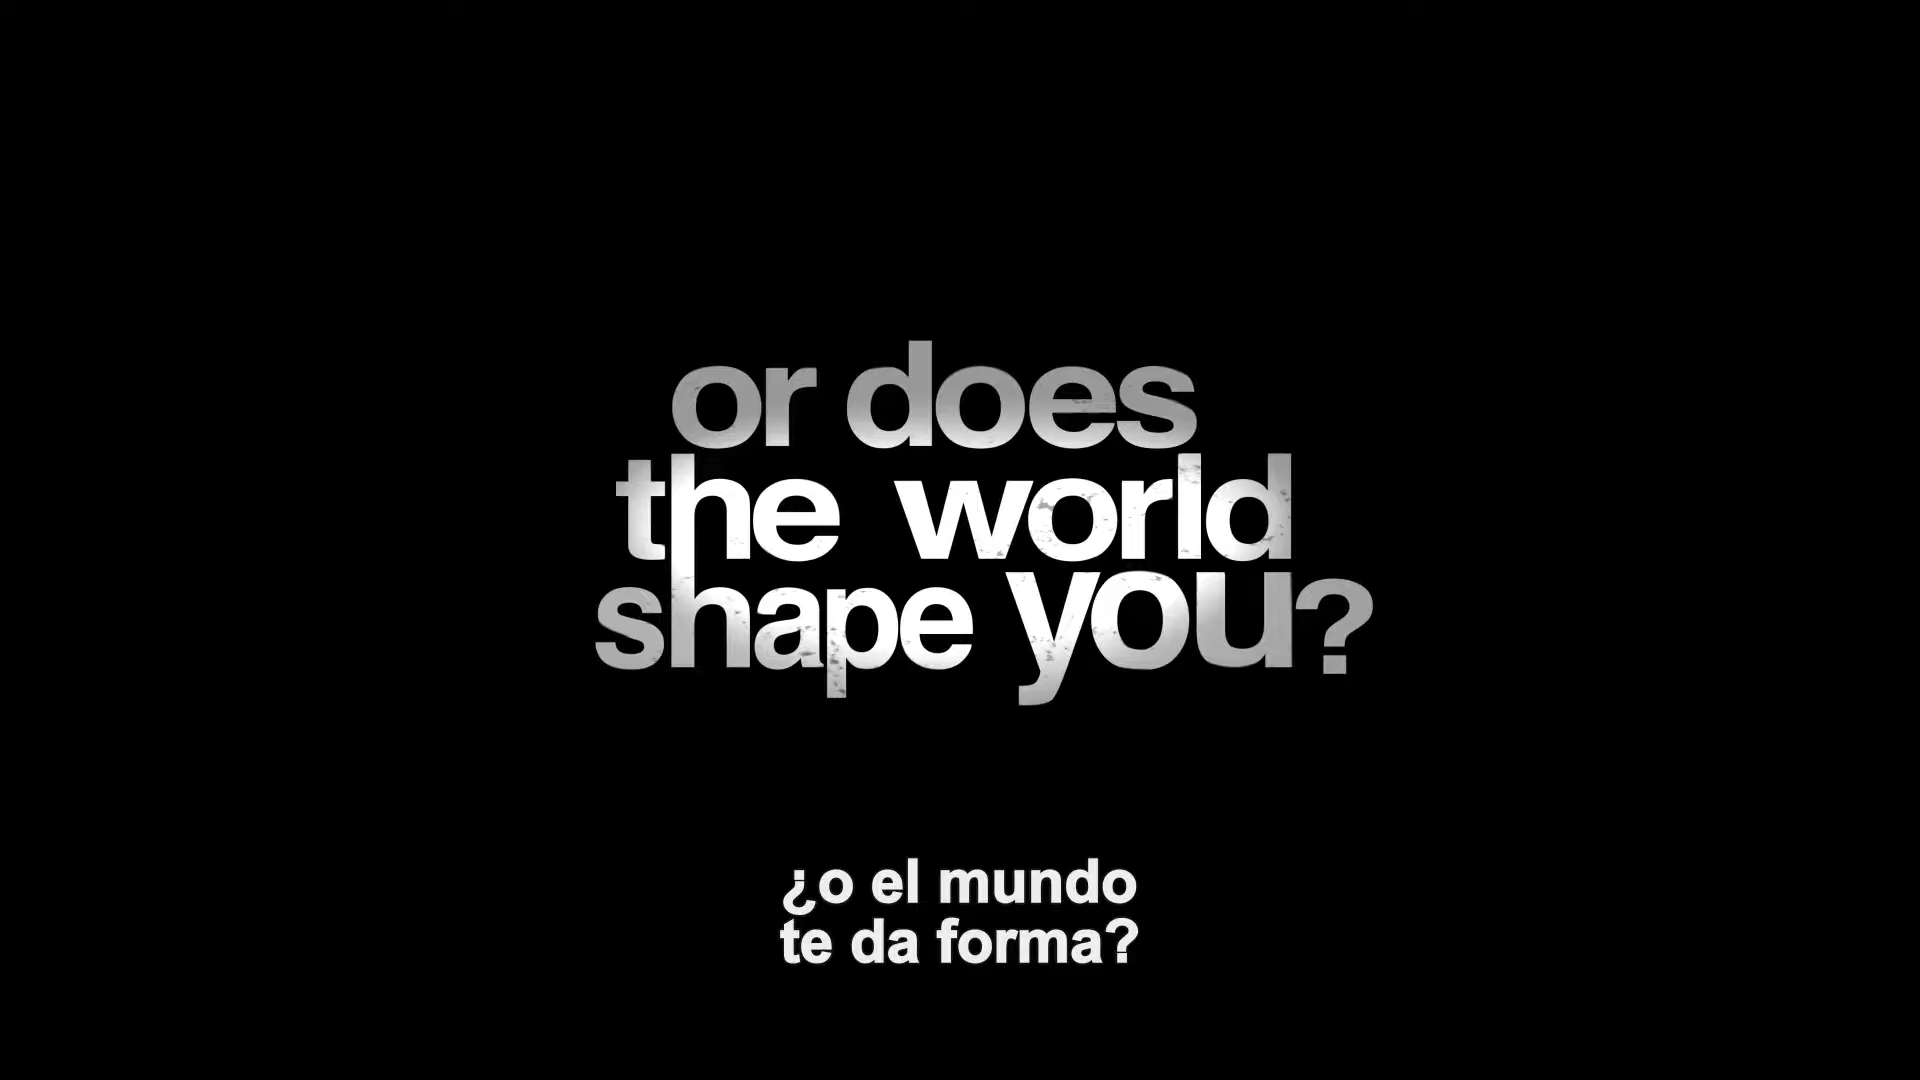 or does
the world
shape you?
¿o el mundo
te da forma?